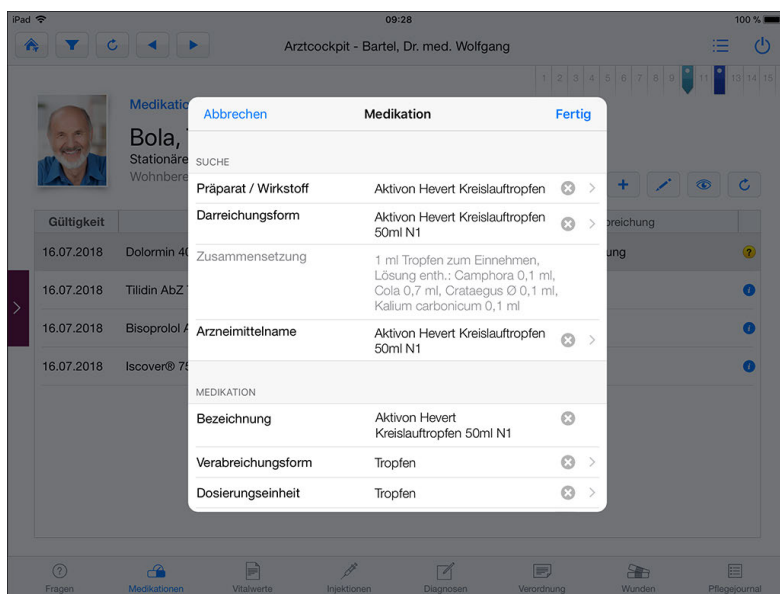 iPad 09:28 100 %
Arztcockpit - Bartel, Dr. med. Wolfgang
1 2 3 4 5 6 7 8 9 11 13 14 15
Bola,
Stationäre
Gültigkeit
16.07.2018 Dolormin
16.07.2018 Tilidin AbZ
16.07.2018 Bisoprolol
16.07.2018 Iscover® 75
Abbrechen Medikation Fertig
SUCHE
Präparat / Wirkstoff Aktivon Hevert Kreislauftropfen
Darreichungsform Aktivon Hevert Kreislauftropfen
50ml N1
Zusammensetzung 1 ml Tropfen zum Einnehmen,
Lösung enth.: Camphora 0,1 ml,
Cola 0,7 ml, Crataegus Ø 0,1 ml,
Kalium carbonicum 0,1 ml
Arzneimittelname Aktivon Hevert Kreislauftropfen
50ml N1
MEDIKATION
Bezeichnung Aktivon Hevert
Kreislauftropfen 50ml N1
Verabreichungsform Tropfen
Dosierungseinheit Tropfen
Fragen Medikationen Vitalwerte Injektionen Diagnosen Verordnung Wunden Pflegejournal